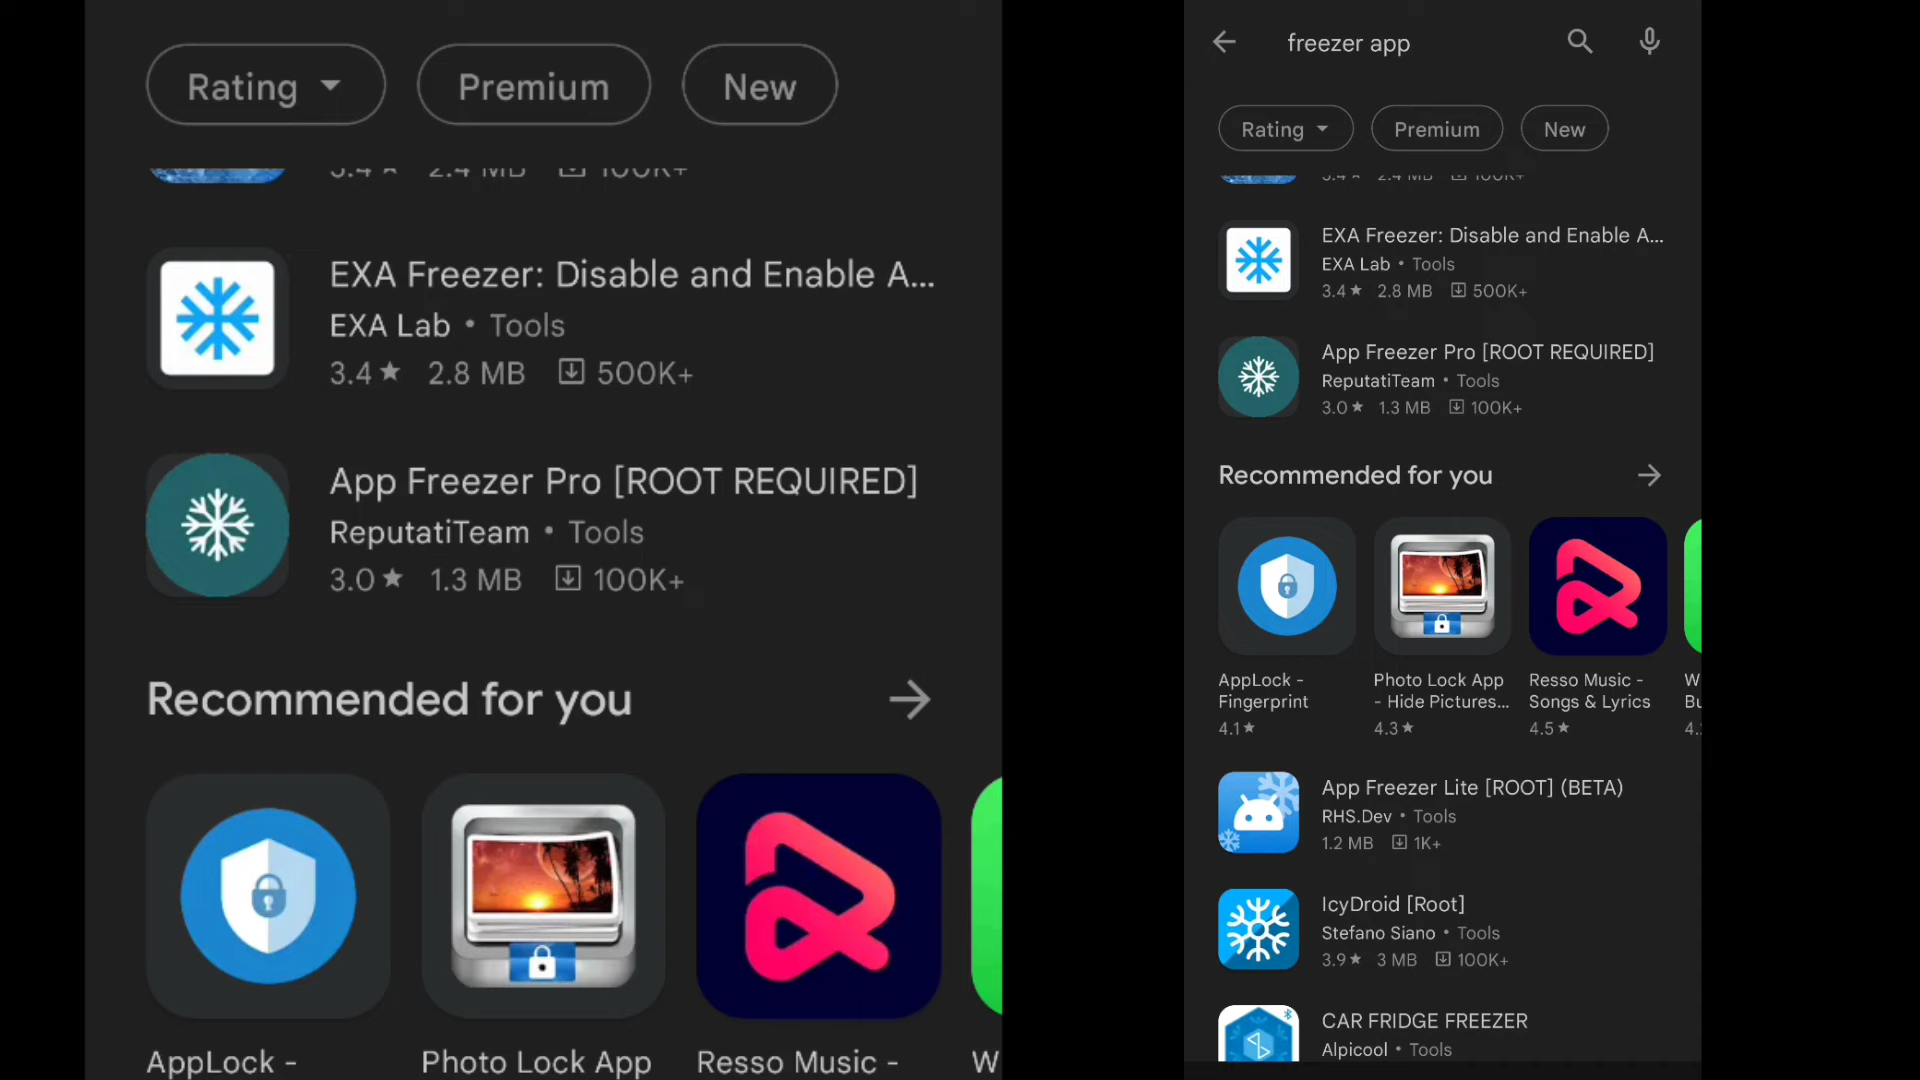 Rating
Premium
New
EXA Freezer: Disable and Enable A...
EXA Lab • Tools
3.4★ 2.8 MB 500K+
App Freezer Pro [ROOT REQUIRED]
ReputatiTeam • Tools
3.0★ 1.3 MB 100K+
Recommended for you
AppLock -
Photo Lock App
Resso Music -
W
freezer app
Rating
Premium
New
EXA Freezer: Disable and Enable A...
EXA Lab • Tools
3.4★ 2.8 MB 500K+
App Freezer Pro [ROOT REQUIRED]
ReputatiTeam • Tools
3.0★ 1.3 MB 100K+
Recommended for you
AppLock -
Fingerprint
4.1★
Photo Lock App
- Hide Pictures...
4.3★
Resso Music -
Songs & Lyrics
4.5★
W
App Freezer Lite [ROOT] (BETA)
RHS.Dev • Tools
1.2 MB 1K+
IcyDroid [Root]
Stefano Siano • Tools
3.9★ 3 MB 100K+
CAR FRIDGE FREEZER
Alpicool • Tools